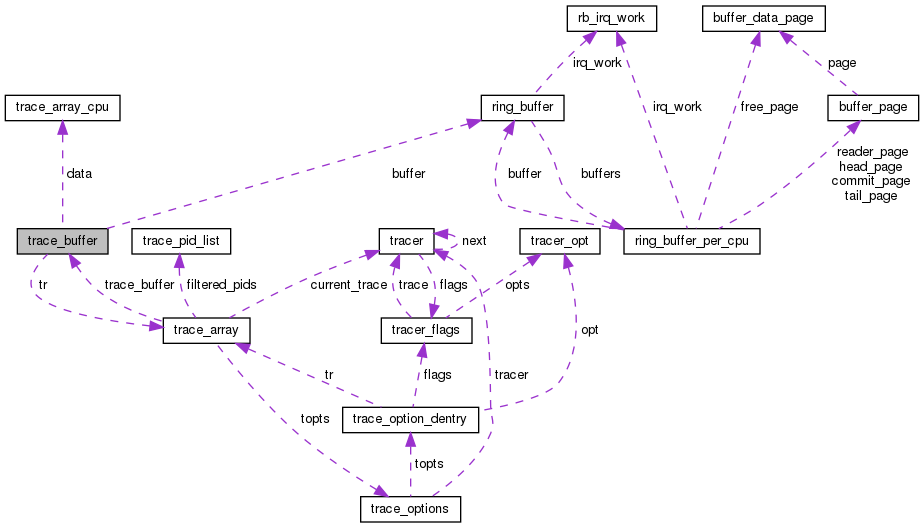 rb_irq_work
buffer_data_page
irq_work
page
trace_array_cpu
ring_buffer
irq_work
free_page
buffer_page
data
buffer
buffer
buffers
reader_page
head_page
commit_page
tail_page
trace_buffer
trace_pid_list
tracer
next
tracer_opt
ring_buffer_per_cpu
tr
trace_buffer
filtered_pids
current_trace
trace
flags
opts
trace_array
tracer_flags
opt
tr
flags
tracer
topts
trace_option_dentry
topts
trace_options